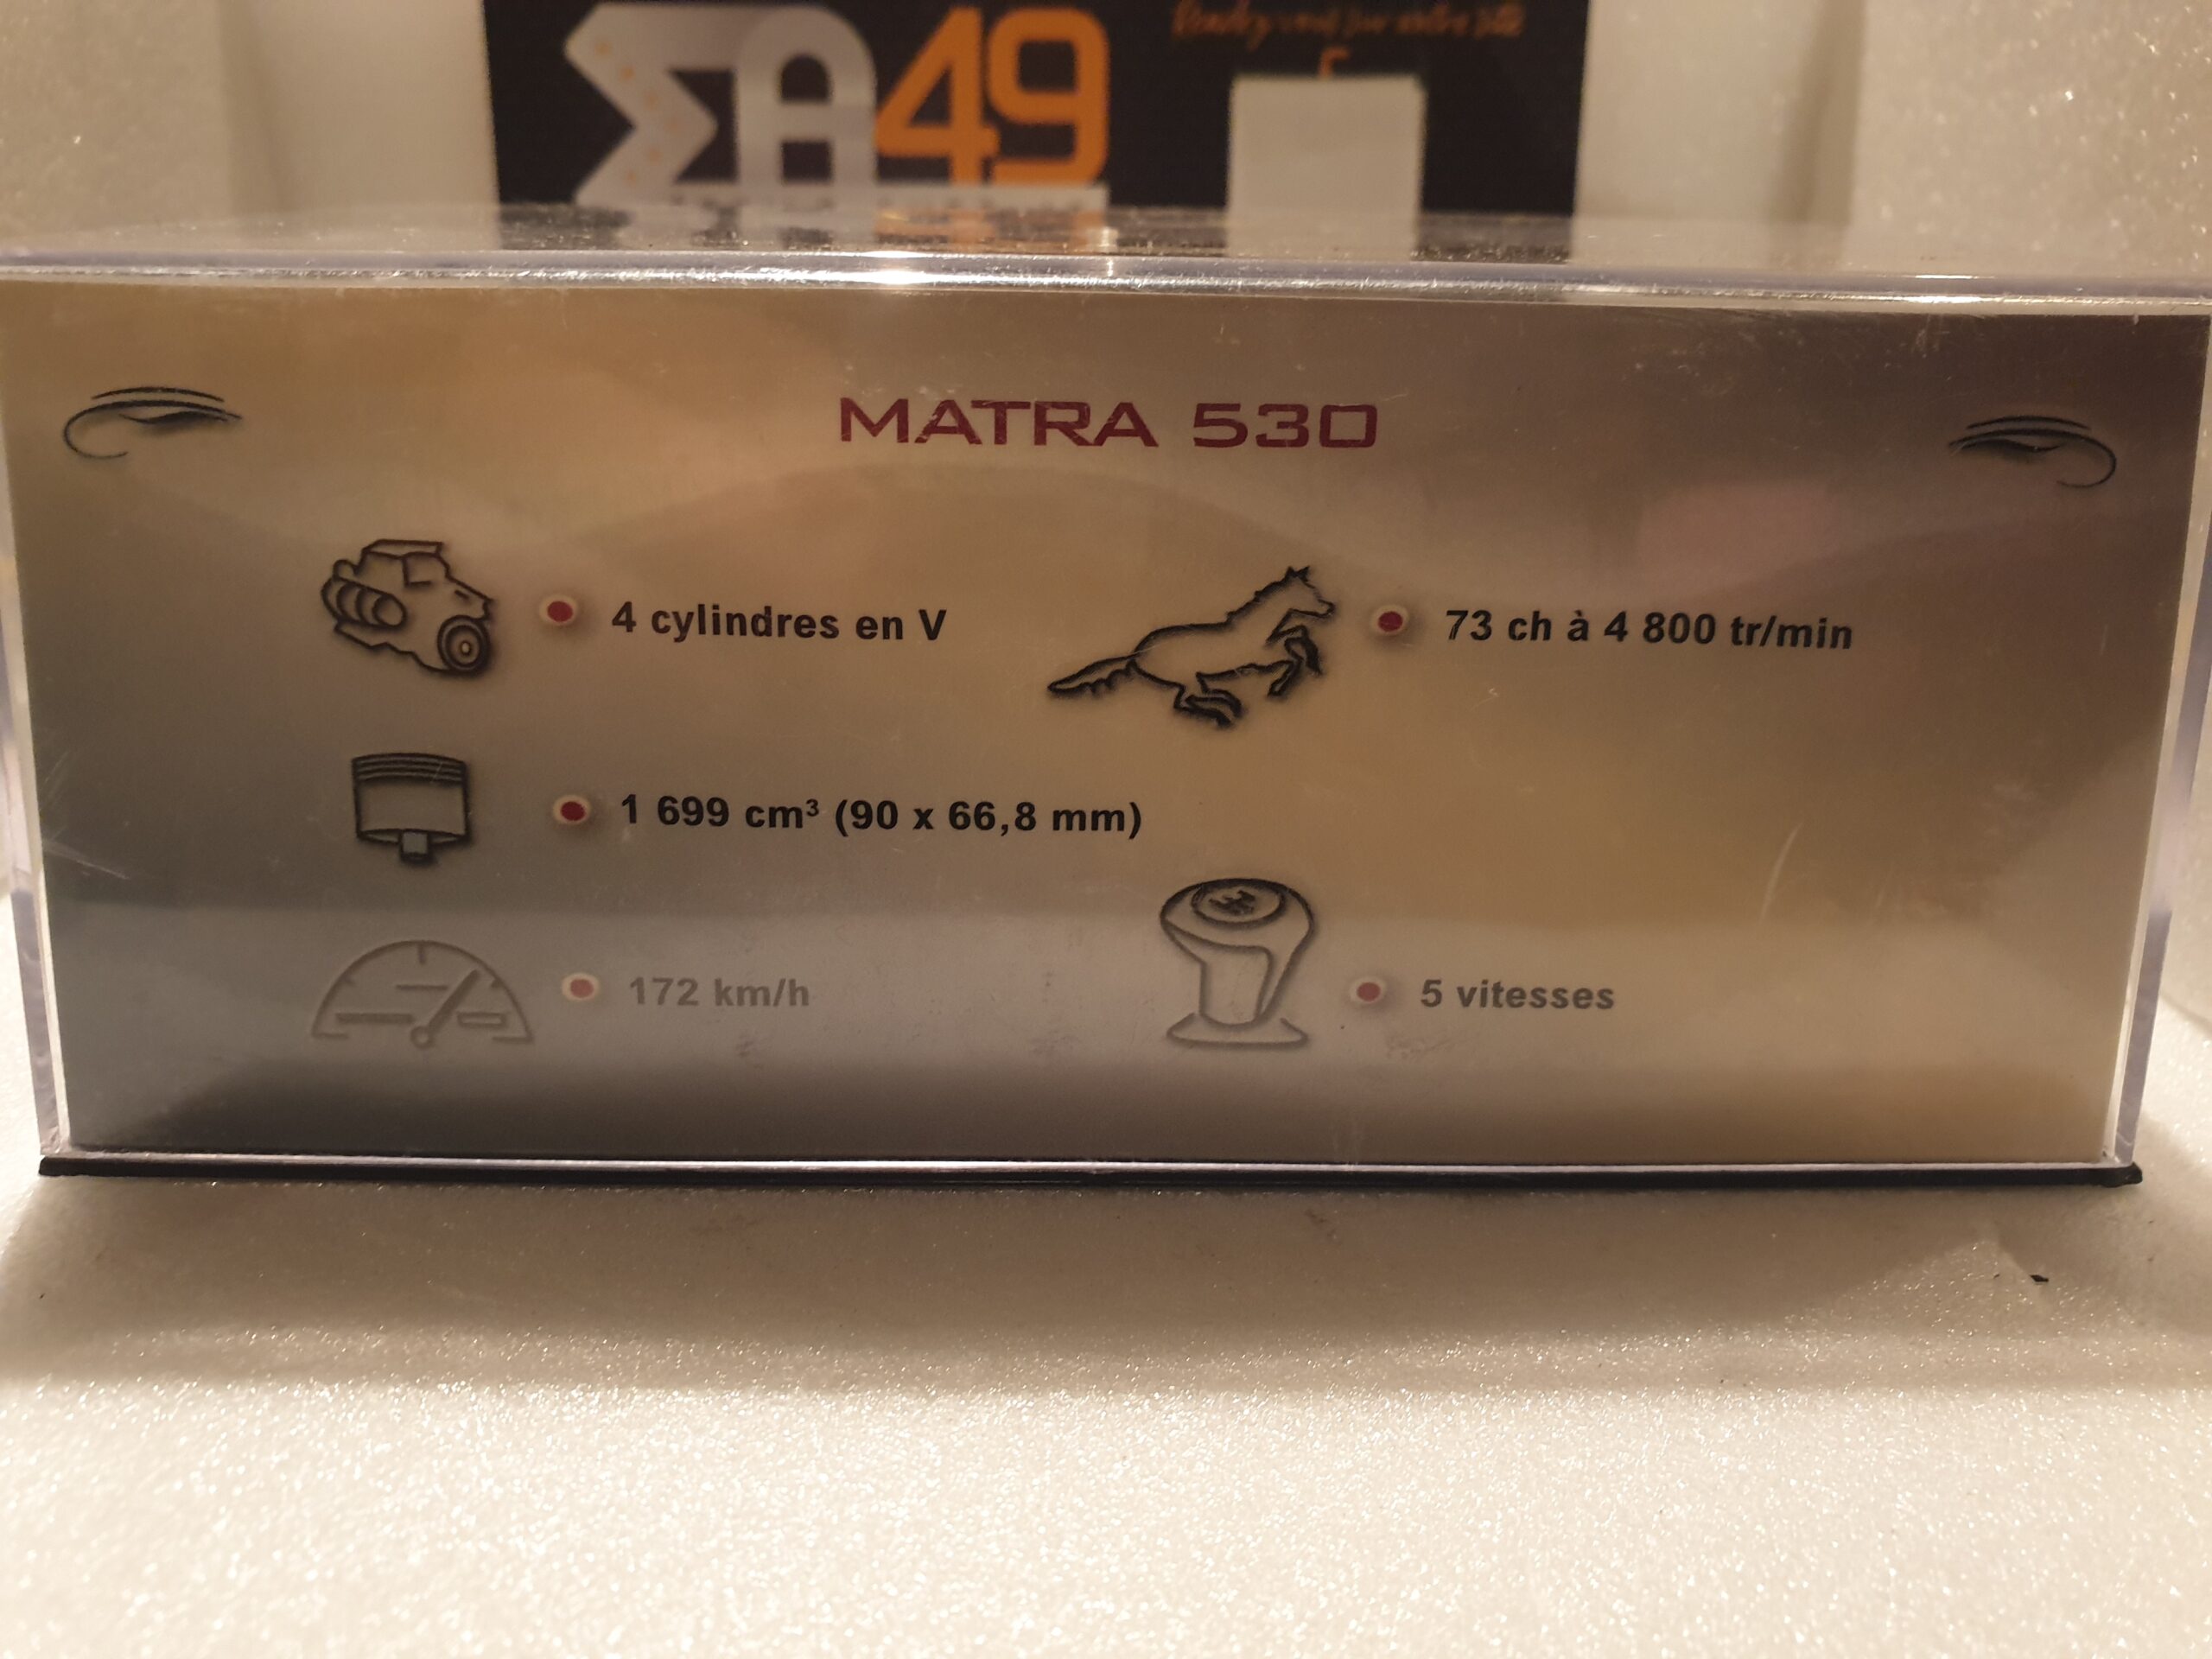 MA49
MATRA 530
4 cylindres en V
73 ch à 4 800 tr/min
1 699 cm³ (90 x 66,8 mm)
172 km/h
5 vitesses